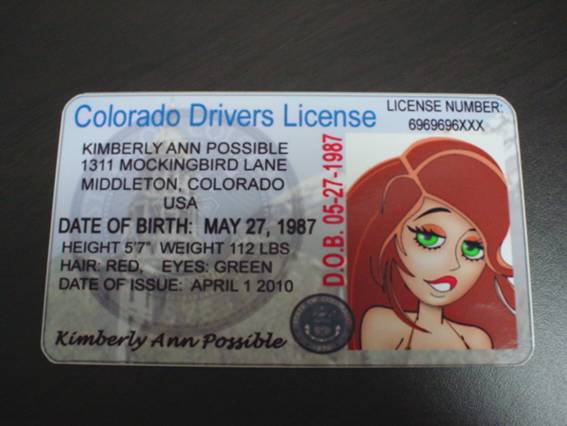 Colorado Drivers License
LICENSE NUMBER:
6969696XXX
KIMBERLY ANN POSSIBLE
1311 MOCKINGBIRD LANE
MIDDLETON, COLORADO
USA
DATE OF BIRTH: MAY 27, 1987
HEIGHT 5'7" WEIGHT 112 LBS
HAIR: RED, EYES: GREEN
DATE OF ISSUE: APRIL 1 2010
Kimberly Ann Possible
D.O.B. 05-27-1987